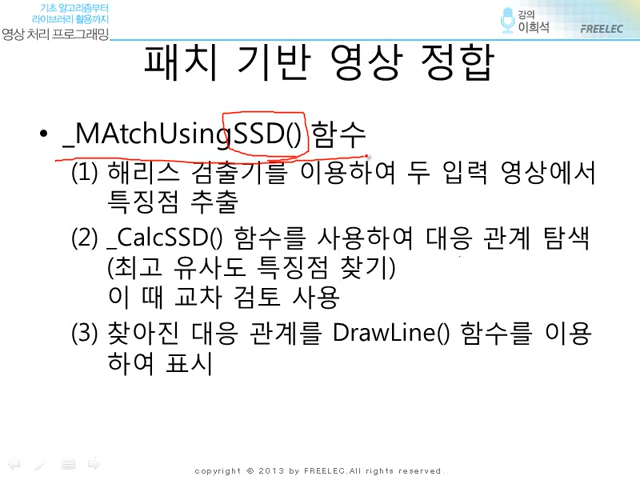 기초 알고리즘부터
라이브러리 활용까지
영상 처리 프로그래밍
강의
이희석
FREELEC
패치 기반 영상 정합
• _MAtchUsingSSD() 함수
(1) 해리스 검출기를 이용하여 두 입력 영상에서
특징점 추출
(2) _CalcSSD() 함수를 사용하여 대응 관계 탐색
(최고 유사도 특징점 찾기)
이 때 교차 검토 사용
(3) 찾아진 대응 관계를 DrawLine() 함수를 이용
하여 표시
copyright © 2013 by FREELEC.All rights reserved.